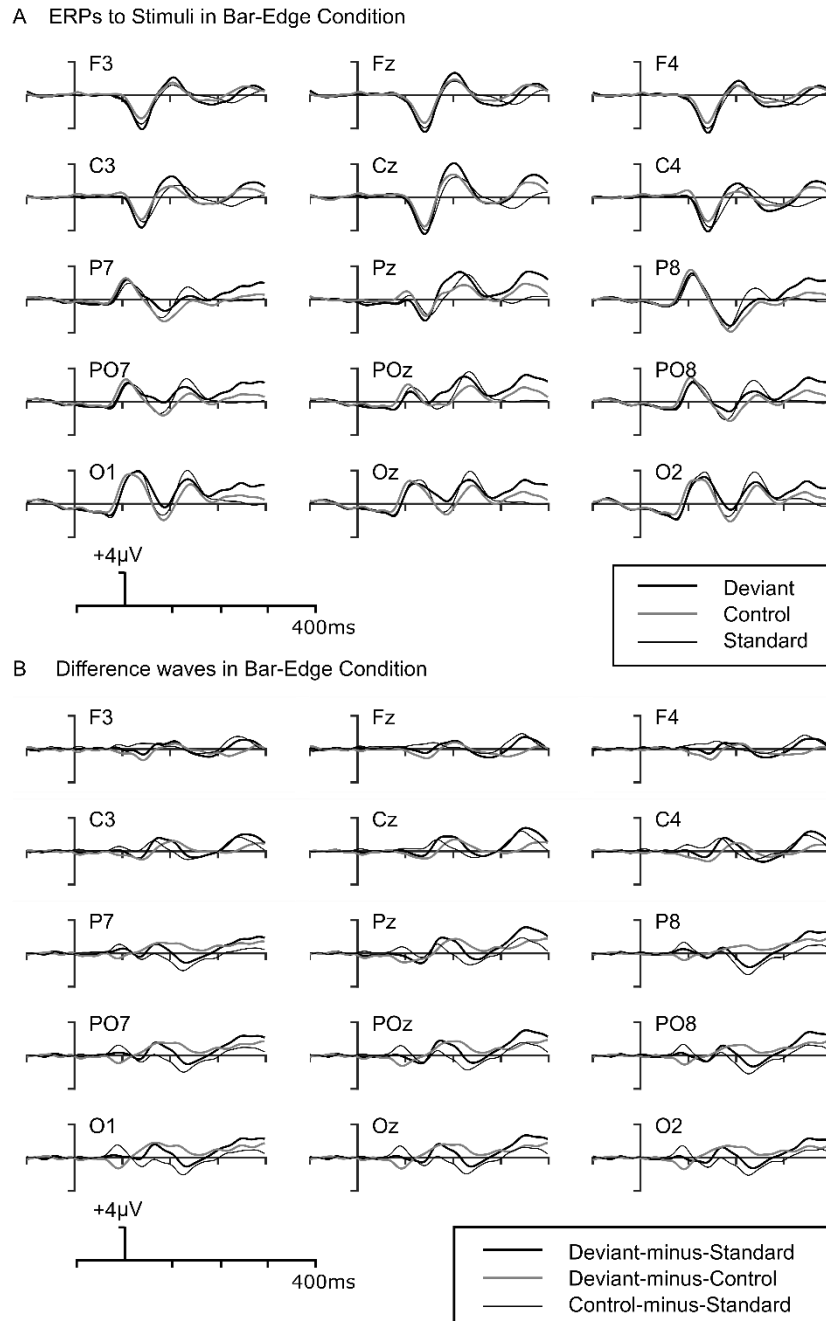 A ERPs to Stimuli in Bar-Edge Condition
F3 Fz F4
C3 Cz C4
P7 Pz P8
PO7 POz PO8
O1 Oz O2
+4µV
400ms
Deviant
Control
Standard
B Difference waves in Bar-Edge Condition
F3 Fz F4
C3 Cz C4
P7 Pz P8
PO7 POz PO8
O1 Oz O2
+4µV
400ms
Deviant-minus-Standard
Deviant-minus-Control
Control-minus-Standard